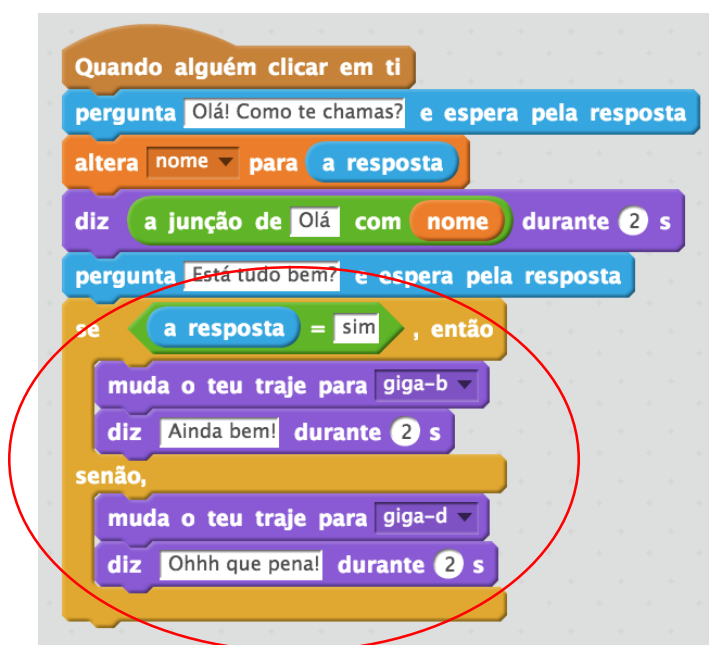 Quando alguém clicar em ti
pergunta Olá! Como te chamas? e espera pela resposta
altera nome para a resposta
diz a junção de Olá com nome durante 2 s
pergunta Está tudo bem? e espera pela resposta
se a resposta = sim , então
muda o teu traje para giga-b
diz Ainda bem! durante 2 s
senão,
muda o teu traje para giga-d
diz Ohhh que pena! durante 2 s